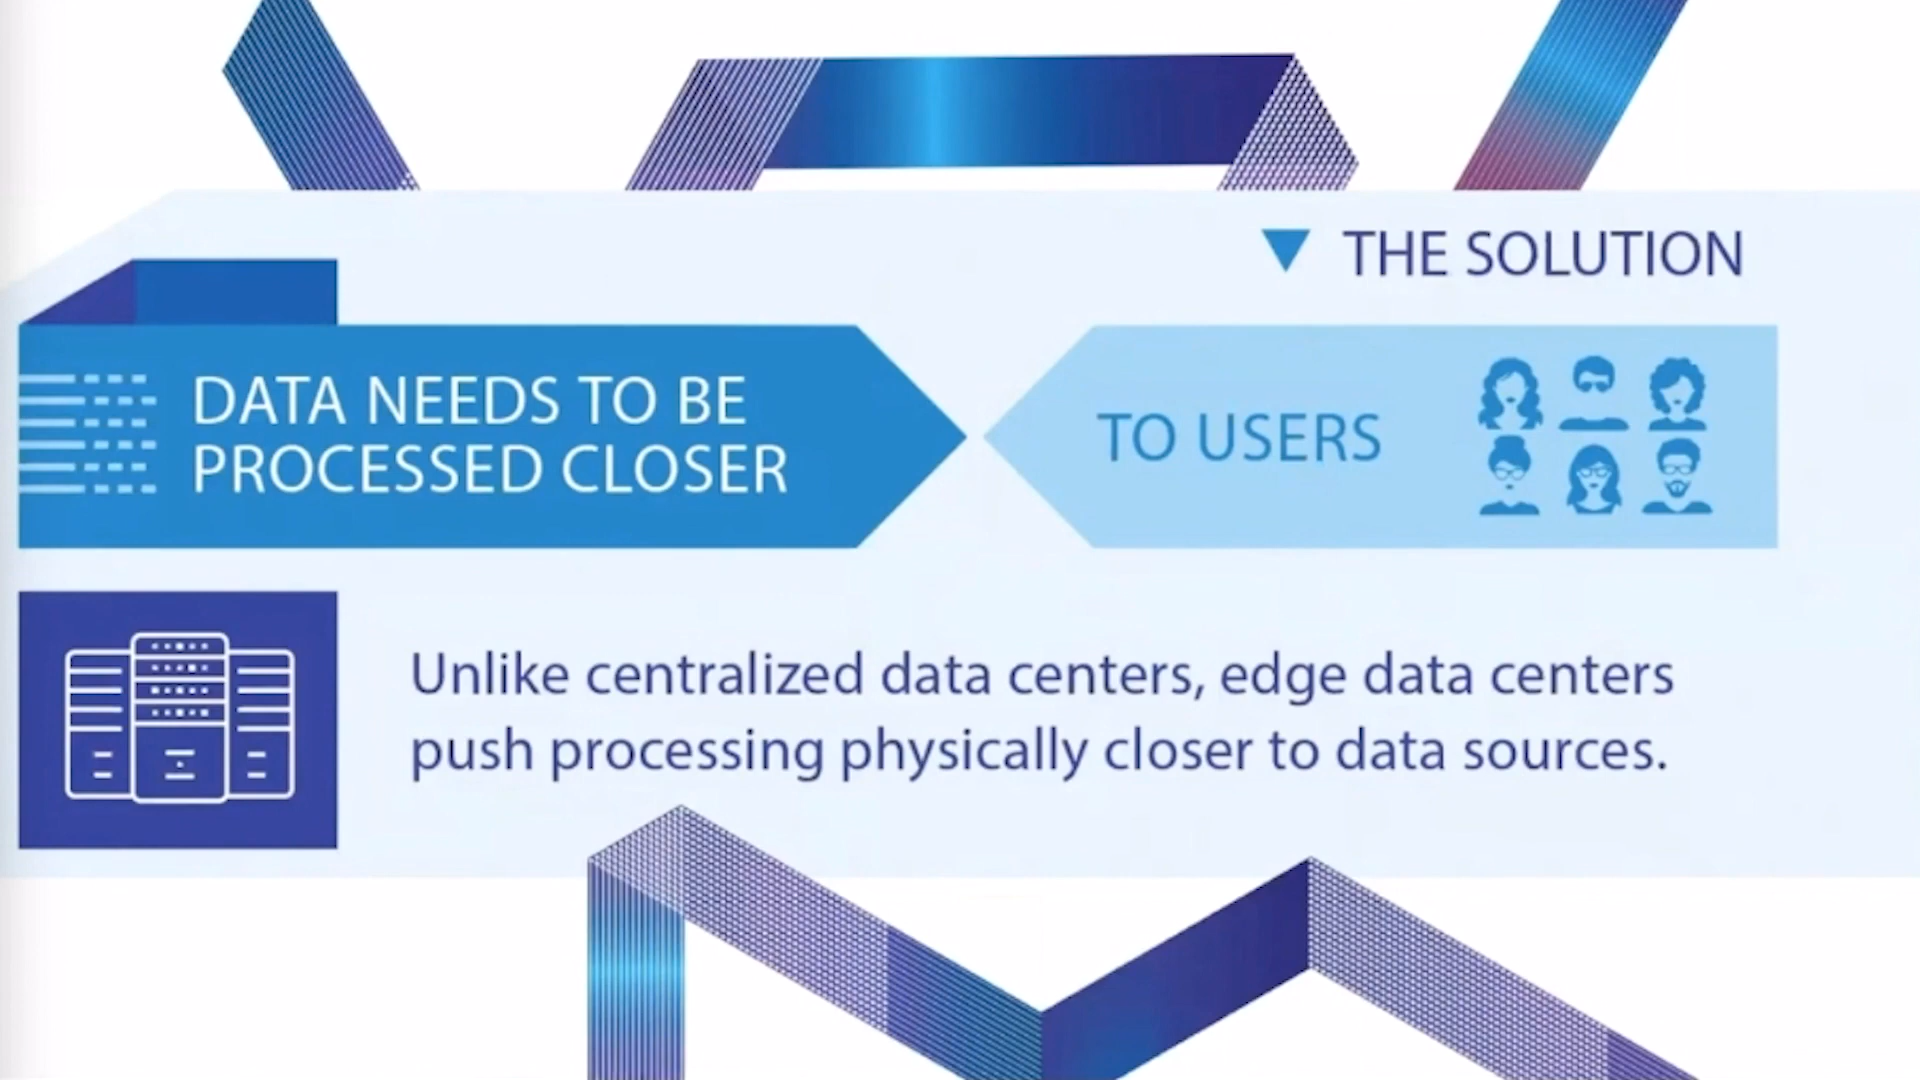 THE SOLUTION
DATA NEEDS TO BE
PROCESSED CLOSER
TO USERS
Unlike centralized data centers, edge data centers
push processing physically closer to data sources.